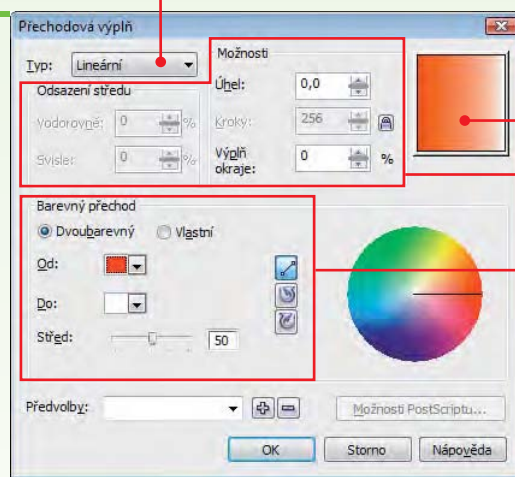 Přechodová výplň
Typ: Lineární
Možnosti
Odsazení středu
Úhel: 0,0
Vodorovně: 0 %
Kroky: 256
Svisle: 0 %
Výplň okraje: 0 %
Barevný přechod
Dvoubarevný Vlastní
Od:
Do:
Střed: 50
Předvolby:
Možnosti PostScriptu...
OK Storno Nápověda